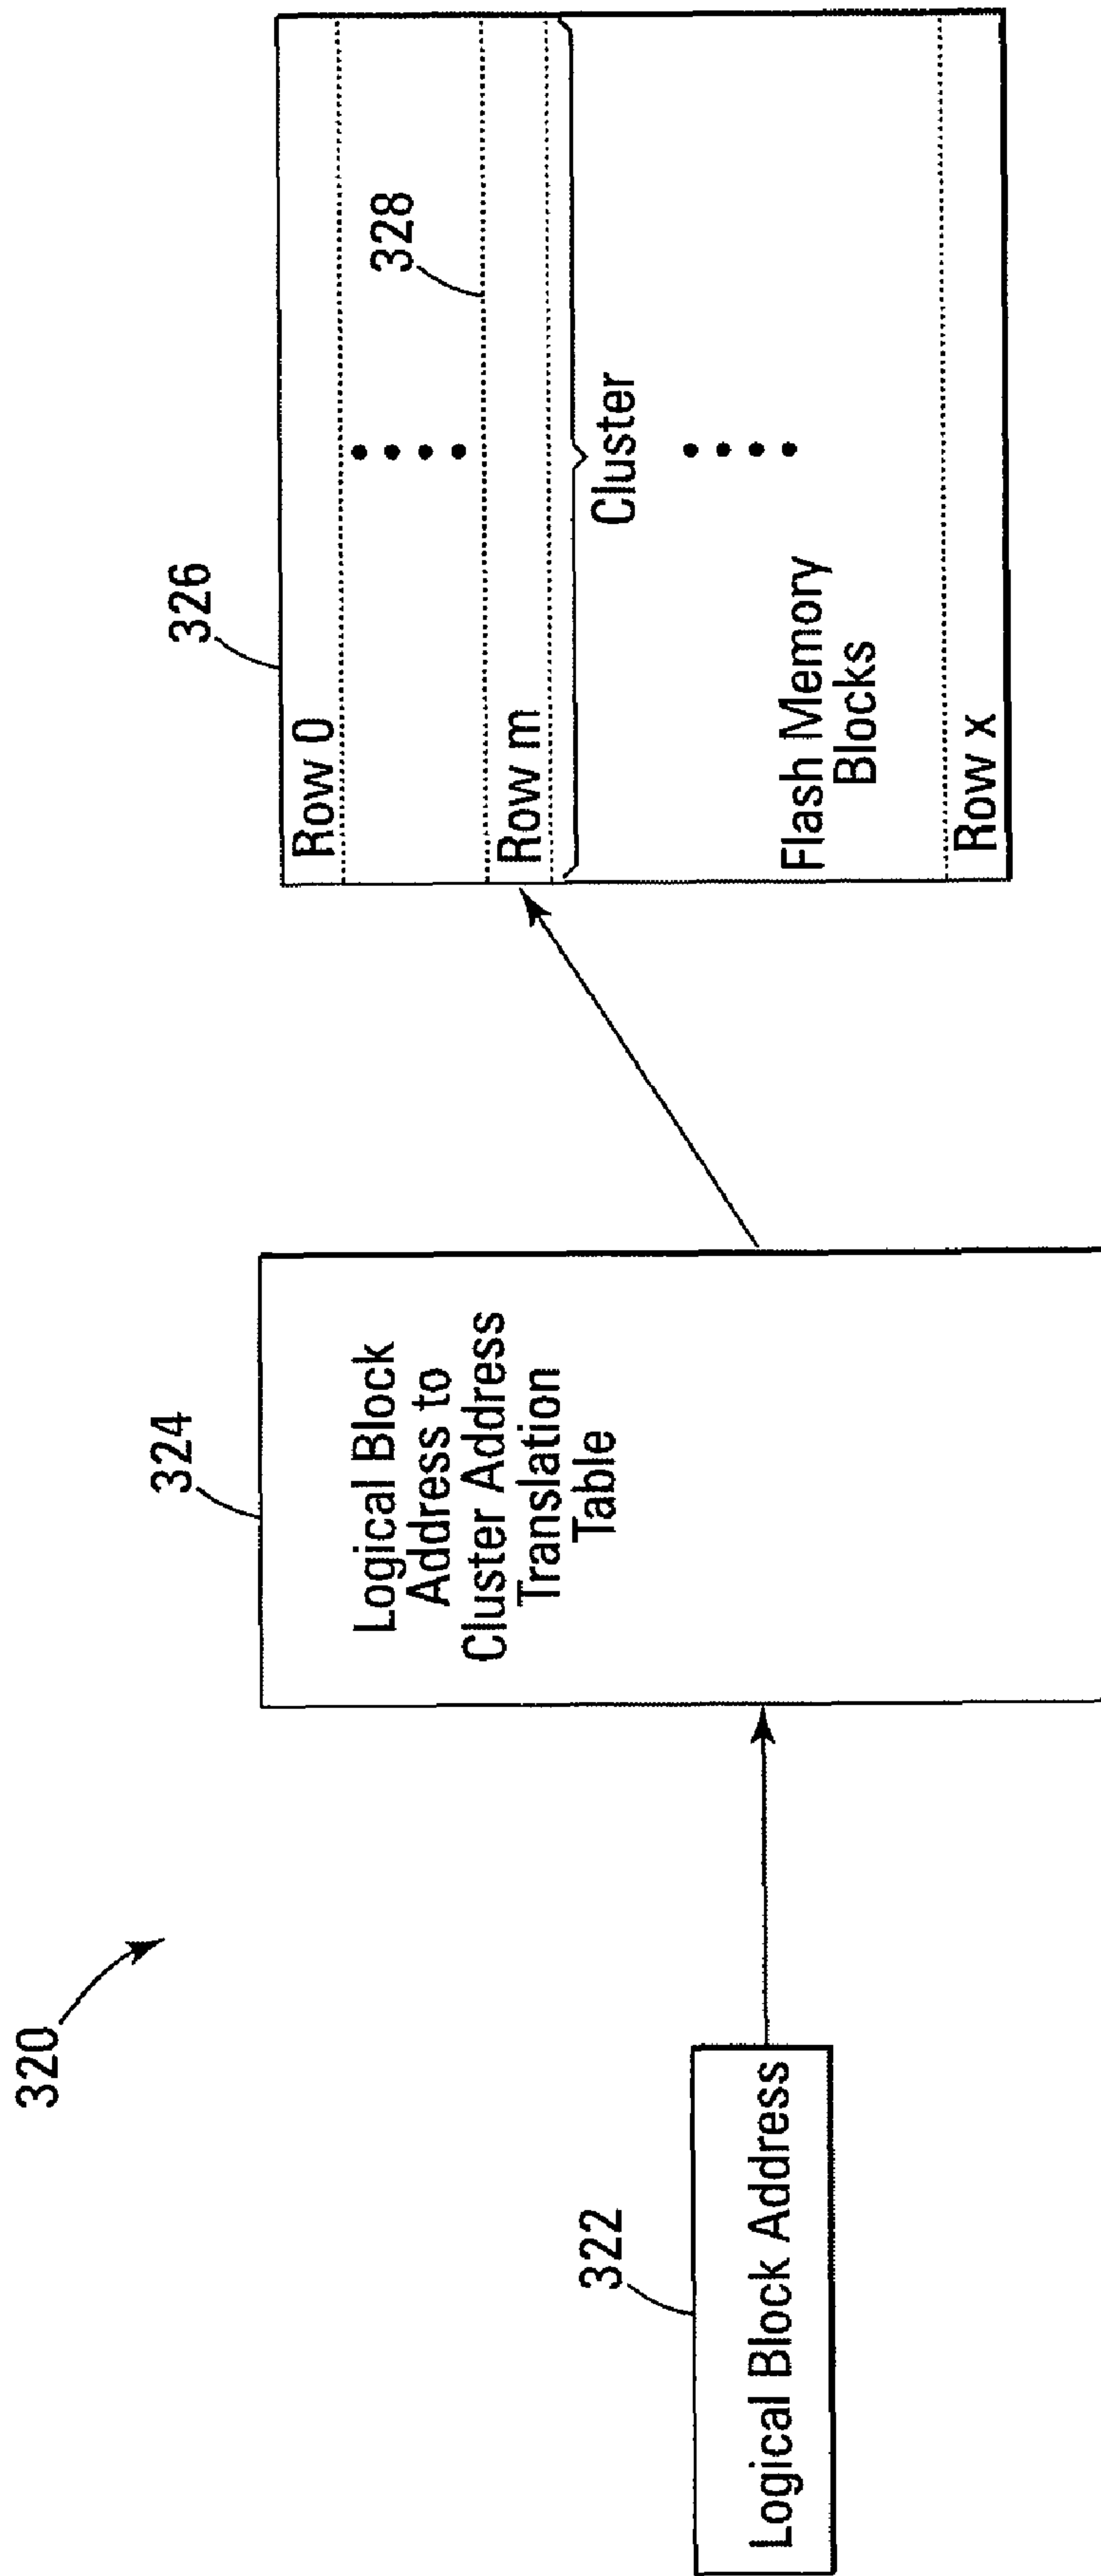 320
322
Logical Block Address
324
Logical Block
Address to
Cluster Address
Translation
Table
326
Row 0
328
Row m
Cluster
Flash Memory
Blocks
Row x